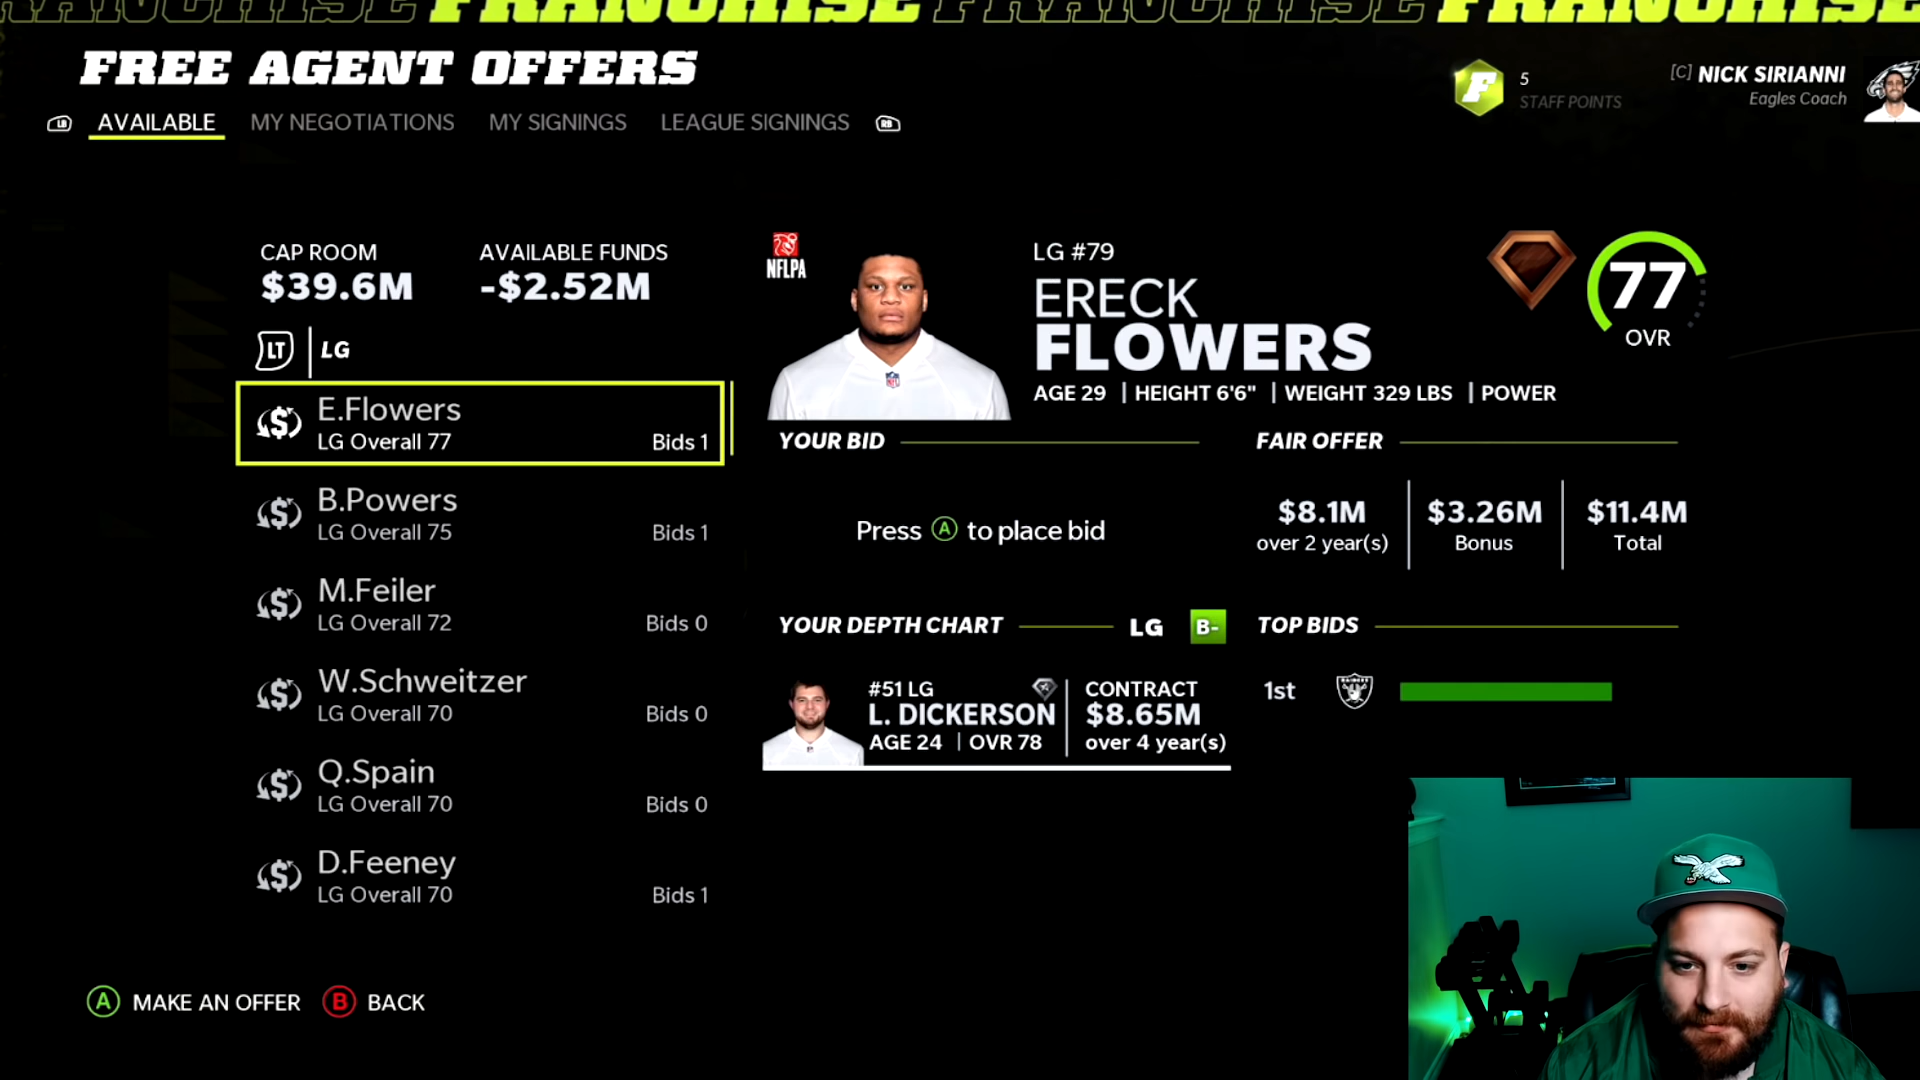 FRANCHISE FRANCHISE FRANCHISE FRANCHISE
FREE AGENT OFFERS
LB AVAILABLE MY NEGOTIATIONS MY SIGNINGS LEAGUE SIGNINGS RB
F 5
STAFF POINTS
[C] NICK SIRIANNI
Eagles Coach
CAP ROOM AVAILABLE FUNDS
$39.6M -$2.52M
LT LG
E.Flowers
LG Overall 77 Bids 1
B.Powers
LG Overall 75 Bids 1
M.Feiler
LG Overall 72 Bids 0
W.Schweitzer
LG Overall 70 Bids 0
Q.Spain
LG Overall 70 Bids 0
D.Feeney
LG Overall 70 Bids 1
NFLPA
LG #79
ERECK
FLOWERS
AGE 29 HEIGHT 6'6" WEIGHT 329 LBS POWER
77
OVR
YOUR BID
Press A to place bid
FAIR OFFER
$8.1M $3.26M $11.4M
over 2 year(s) Bonus Total
YOUR DEPTH CHART LG B-
#51 LG
L. DICKERSON
AGE 24 OVR 78
CONTRACT
$8.65M
over 4 year(s)
TOP BIDS
1st
A MAKE AN OFFER B BACK